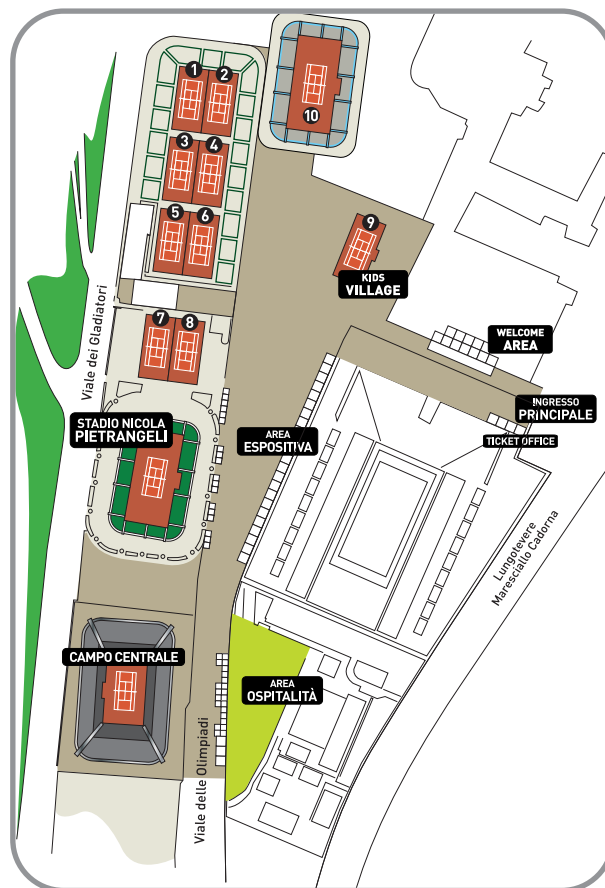 1
2
10
3
4
5
6
9
KIDS
VILLAGE
7
8
WELCOME
AREA
INGRESSO
PRINCIPALE
TICKET OFFICE
Viale dei Gladiatori
STADIO NICOLA
PIETRANGELI
AREA
ESPOSITIVA
Lungotevere
Maresciallo Cadorna
CAMPO CENTRALE
AREA
OSPITALITÀ
Viale delle Olimpiadi